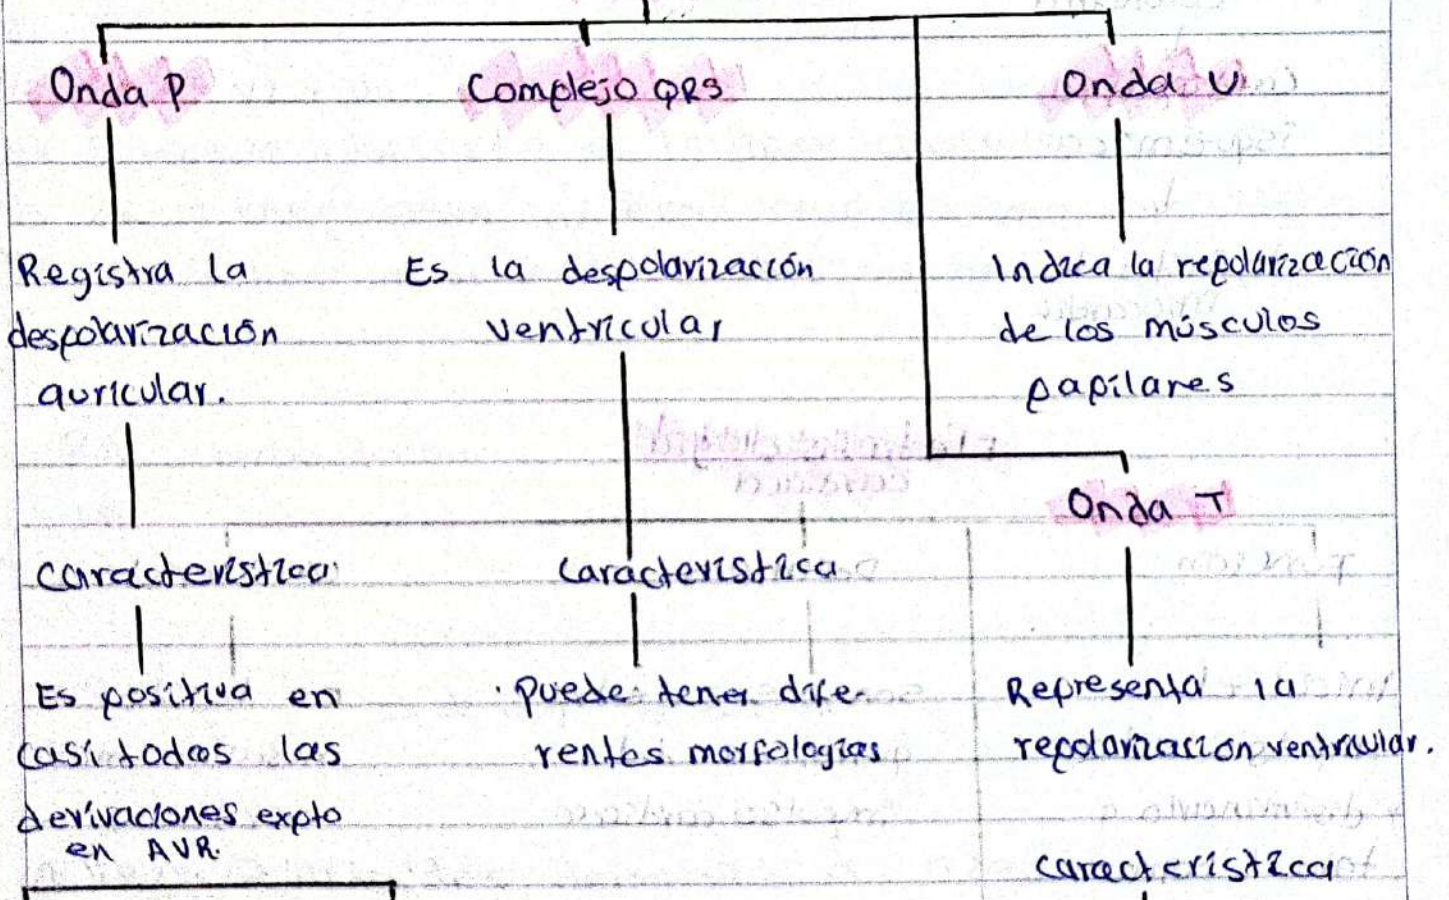 Onda P
Registra la
despolarización
auricular.
Característica
Es positiva en
casi todas las
derivaciones expto
en AVR.
Complejo QRS
Es la despolarización
ventricular
Característica
· Puede tener dife
rentes morfologías
Onda U
Indica la repolarización
de los músculos
papilares
Onda T
Representa la
repolarización ventricular.
Característica